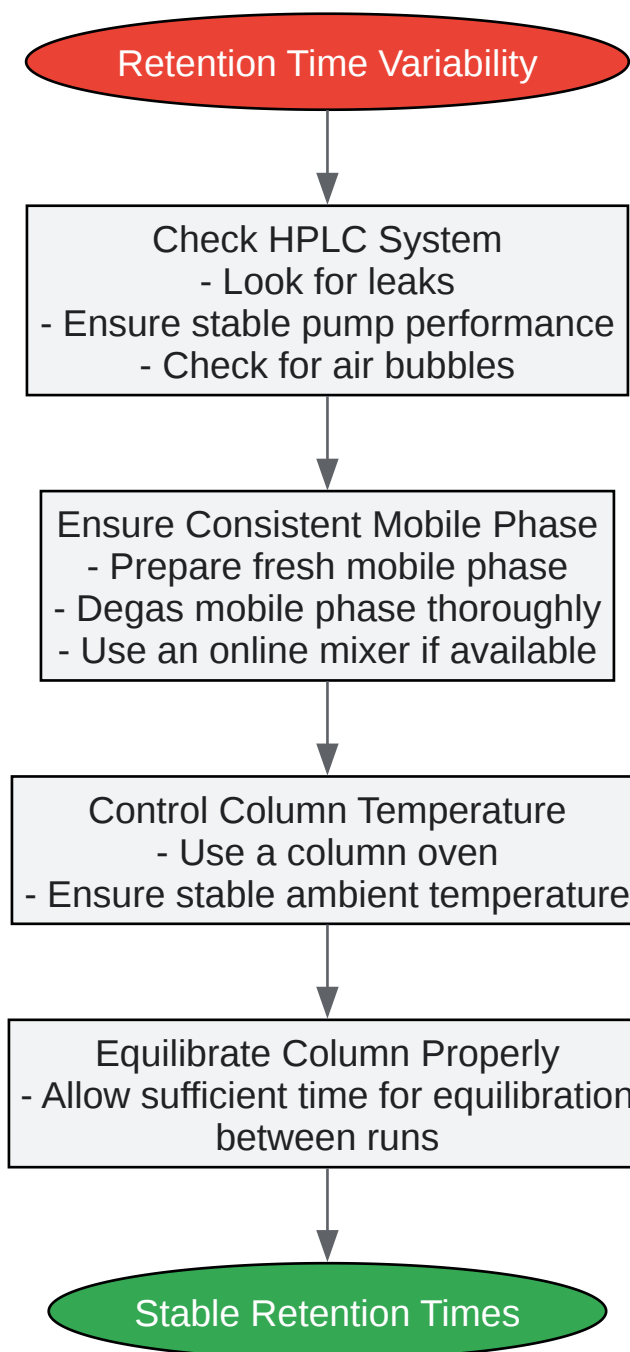 Retention Time Variability
Check HPLC System
- Look for leaks
- Ensure stable pump performance
- Check for air bubbles
Ensure Consistent Mobile Phase
- Prepare fresh mobile phase
- Degas mobile phase thoroughly
- Use an online mixer if available
Control Column Temperature
- Use a column oven
- Ensure stable ambient temperature
Equilibrate Column Properly
- Allow sufficient time for equilibration
between runs
Stable Retention Times